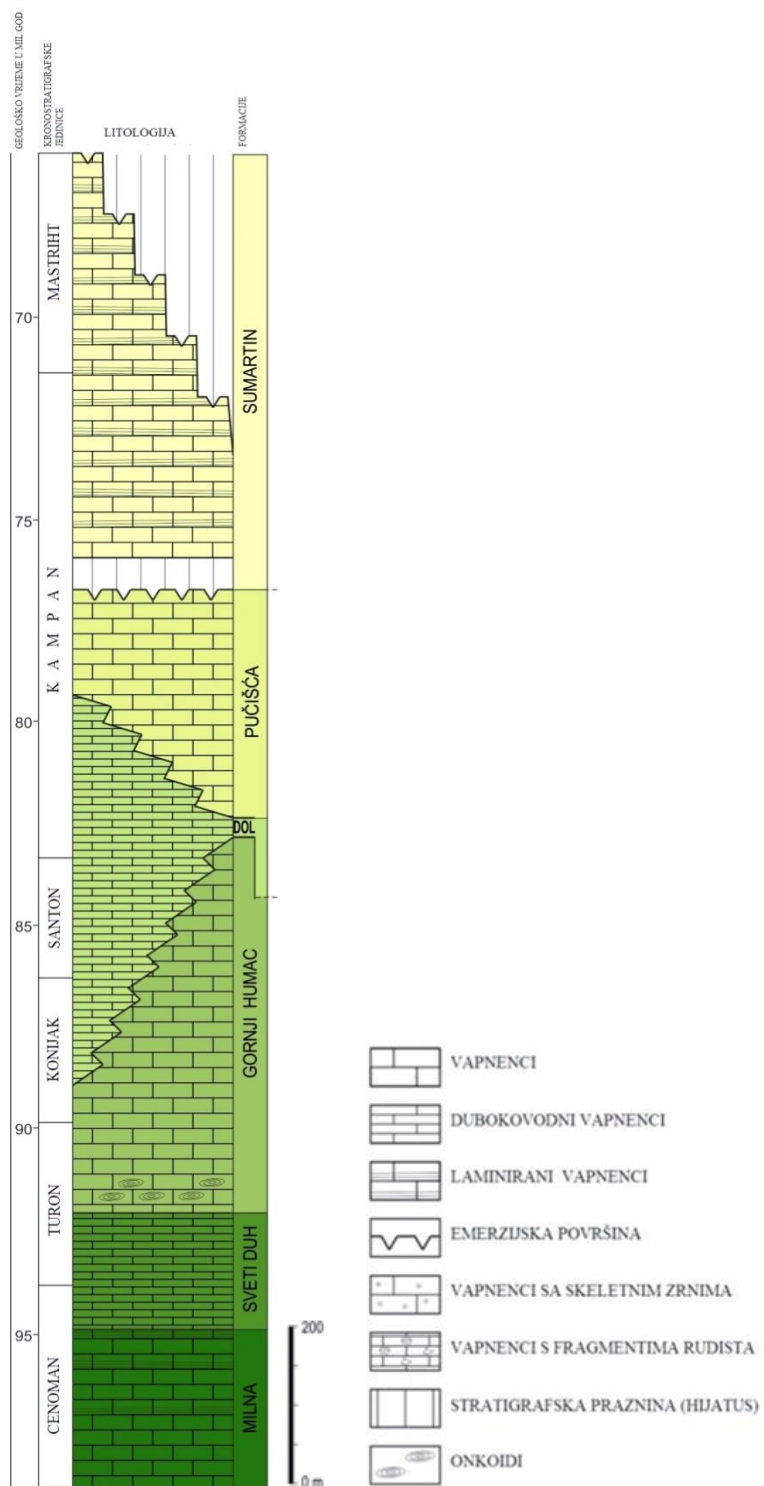 GEOLOŠKO VRIJEME U MIL GOD.
KRONOSTRATIGRAFSKE
JEDINICE
LITOLOGIJA
FORMACIJE
MASTRIHT
KAMPAN
SANTON
KONIJAK
TURON
CENOMAN
70
75
80
85
90
95
SUMARTIN
PUČIŠĆA
DOL
GORNJI HUMAC
SVETI DUH
MILNA
200
0 m
VAPNENCI
DUBOKOVODNI VAPNENCI
LAMINIRANI VAPNENCI
EMERZIJSKA POVRŠINA
VAPNENCI SA SKELETNIM ZRNIMA
VAPNENCI S FRAGMENTIMA RUDISTA
STRATIGRAFSKA PRAZNINA (HIJATUS)
ONKOIDI